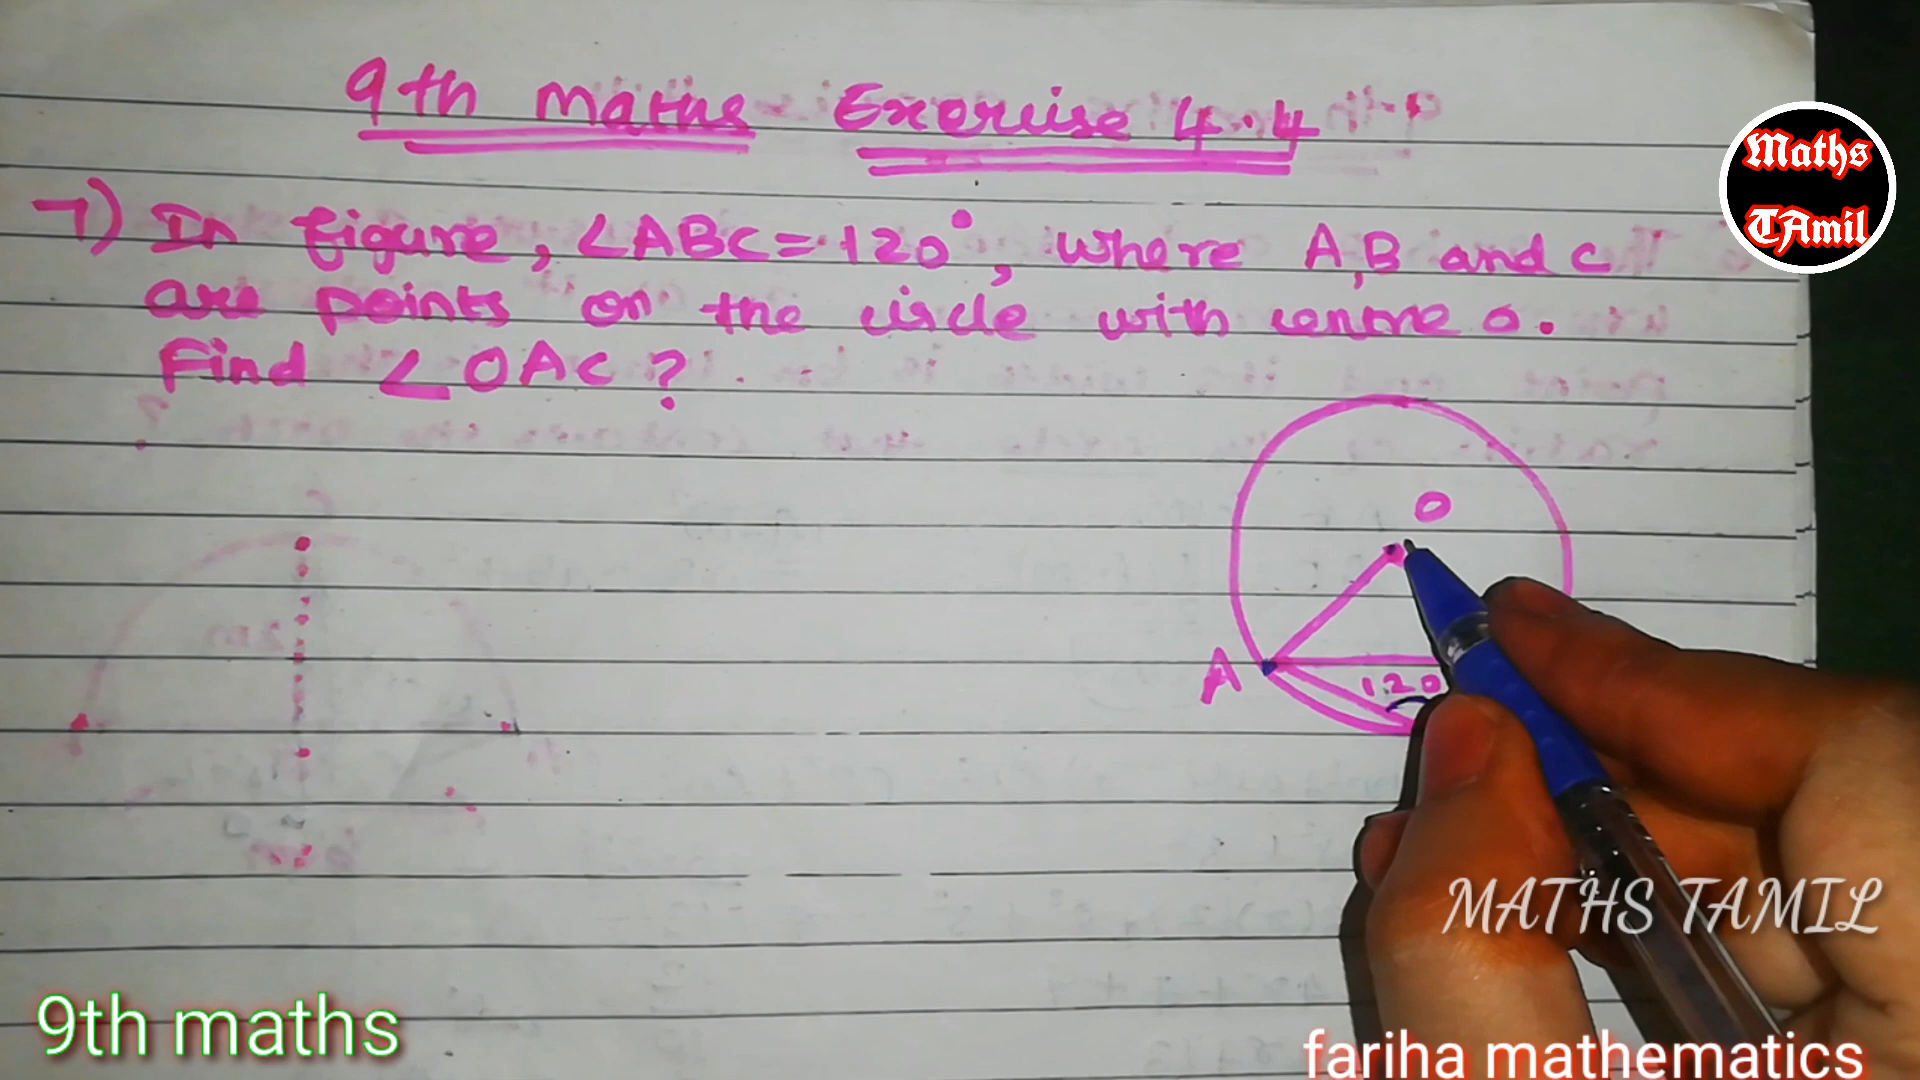 9th maths Exercise 4.4
Maths
TAmil
7) In figure, ∠ABC = 120°, where A, B and C
are points on the circle with centre O.
Find ∠OAC ?
O
A
120
MATHS TAMIL
9th maths
fariha mathematics